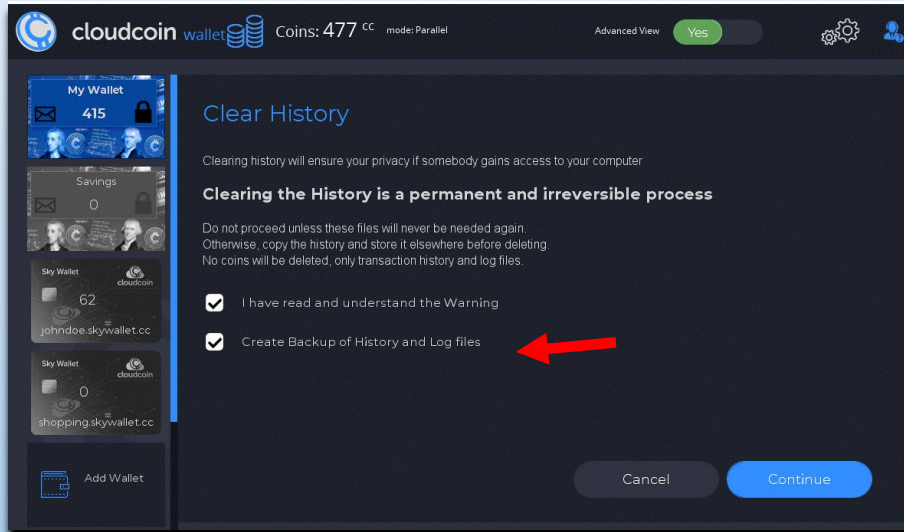 cloudcoin wallet Coins: 477 cc mode: Parallel Advanced View Yes
My Wallet
415
Savings
0
Sky Wallet
cloudcoin
62
johndoe.skywallet.cc
Sky Wallet
cloudcoin
0
shopping.skywallet.cc
Add Wallet
Clear History
Clearing history will ensure your privacy if somebody gains access to your computer
Clearing the History is a permanent and irreversible process
Do not proceed unless these files will never be needed again.
Otherwise, copy the history and store it elsewhere before deleting.
No coins will be deleted, only transaction history and log files.
I have read and understand the Warning
Create Backup of History and Log files
Cancel Continue